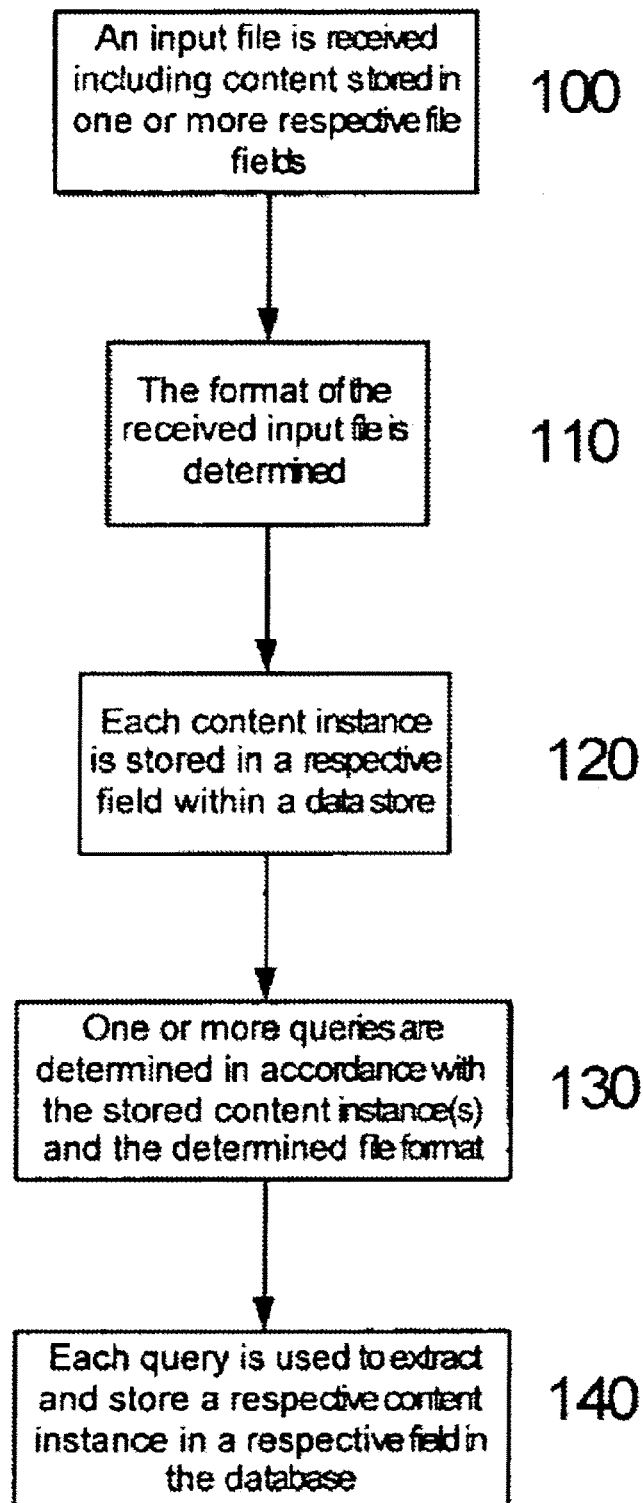 An input file is received
including content stored in
one or more respective file
fields
100
The format of the
received input file is
determined
110
Each content instance
is stored in a respective
field within a data store
120
One or more queries are
determined in accordance with
the stored content instance(s)
and the determined file format
130
Each query is used to extract
and store a respective content
instance in a respective field in
the database
140